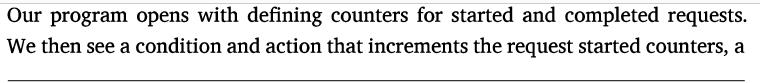 Our program opens with defining counters for started and completed requests.
We then see a condition and action that increments the request started counters, a